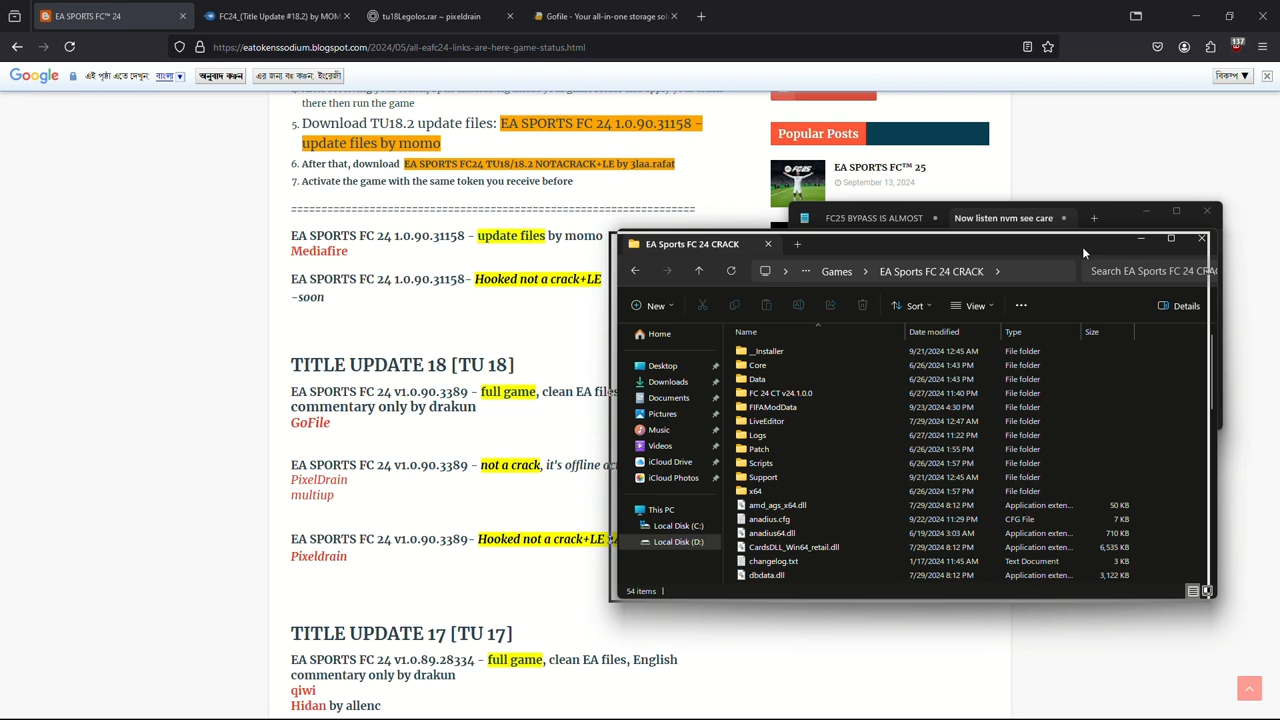 EA SPORTS FC™ 24
FC24_(Title Update #18.2) by MOM
tu18Legolos.rar ~ pixeldrain
Gofile - Your all-in-one storage sol
https://eatokenssodium.blogspot.com/2024/05/all-eafc24-links-are-here-game-status.html
137
Google এই পৃষ্ঠা এতে দেখুন: বাংলা অনুবাদ করুন এর জন্য বন্ধ করুন: ইংরেজী
বিকল্প ▼
there then run the game
5. Download TU18.2 update files: EA SPORTS FC 24 1.0.90.31158 -
update files by momo
6. After that, download EA SPORTS FC24 TU18/18.2 NOTACRACK+LE by 3laa.rafat
7. Activate the game with the same token you receive before
====================================================================
EA SPORTS FC 24 1.0.90.31158 - update files by momo
Mediafire
EA SPORTS FC 24 1.0.90.31158- Hooked not a crack+LE
-soon
TITLE UPDATE 18 [TU 18]
EA SPORTS FC 24 v1.0.90.3389 - full game, clean EA files
commentary only by drakun
GoFile
EA SPORTS FC 24 v1.0.90.3389 - not a crack, it's offline
PixelDrain
multiup
EA SPORTS FC 24 v1.0.90.3389- Hooked not a crack+LE
Pixeldrain
TITLE UPDATE 17 [TU 17]
EA SPORTS FC 24 v1.0.89.28334 - full game, clean EA files, English
commentary only by drakun
qiwi
Hidan by allenc
Popular Posts
FC25
EA SPORTS FC™ 25
September 13, 2024
FC25 BYPASS IS ALMOST
Now listen nvm see care
EA Sports FC 24 CRACK
Games > EA Sports FC 24 CRACK >
Search EA Sports FC 24 CRAC
New
Sort
View
Details
Home
Desktop
Downloads
Documents
Pictures
Music
Videos
iCloud Drive
iCloud Photos
This PC
Local Disk (C:)
Local Disk (D:)
Name Date modified Type Size
__Installer 9/21/2024 12:45 AM File folder
Core 6/26/2024 1:43 PM File folder
Data 6/26/2024 1:43 PM File folder
FC 24 CT v24.1.0.0 6/27/2024 11:40 PM File folder
FIFAModData 9/23/2024 4:30 PM File folder
LiveEditor 7/29/2024 12:47 AM File folder
Logs 6/27/2024 11:22 PM File folder
Patch 6/26/2024 1:55 PM File folder
Scripts 6/26/2024 1:57 PM File folder
Support 9/21/2024 12:45 AM File folder
x64 6/26/2024 1:57 PM File folder
amd_ags_x64.dll 7/29/2024 8:12 PM Application exten... 50 KB
anadius.cfg 9/22/2024 11:29 PM CFG File 7 KB
anadius64.dll 6/19/2024 3:03 AM Application exten... 710 KB
CardsDLL_Win64_retail.dll 7/29/2024 8:12 PM Application exten... 6,535 KB
changelog.txt 1/17/2024 11:45 AM Text Document 3 KB
dbdata.dll 7/29/2024 8:12 PM Application exten... 3,122 KB
54 items